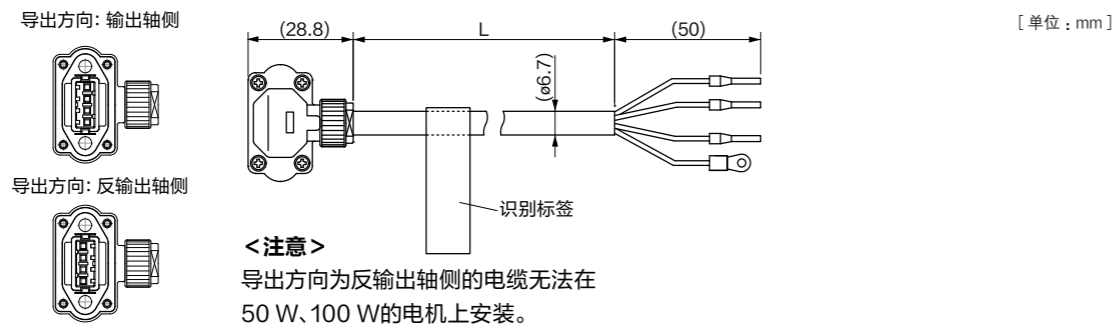 导出方向: 输出轴侧
[ 单位 : mm ]
(28.8)
L
(50)
(ø6.7)
导出方向: 反输出轴侧
识别标签
＜注意＞
导出方向为反输出轴侧的电缆无法在
50 W、100 W的电机上安装。